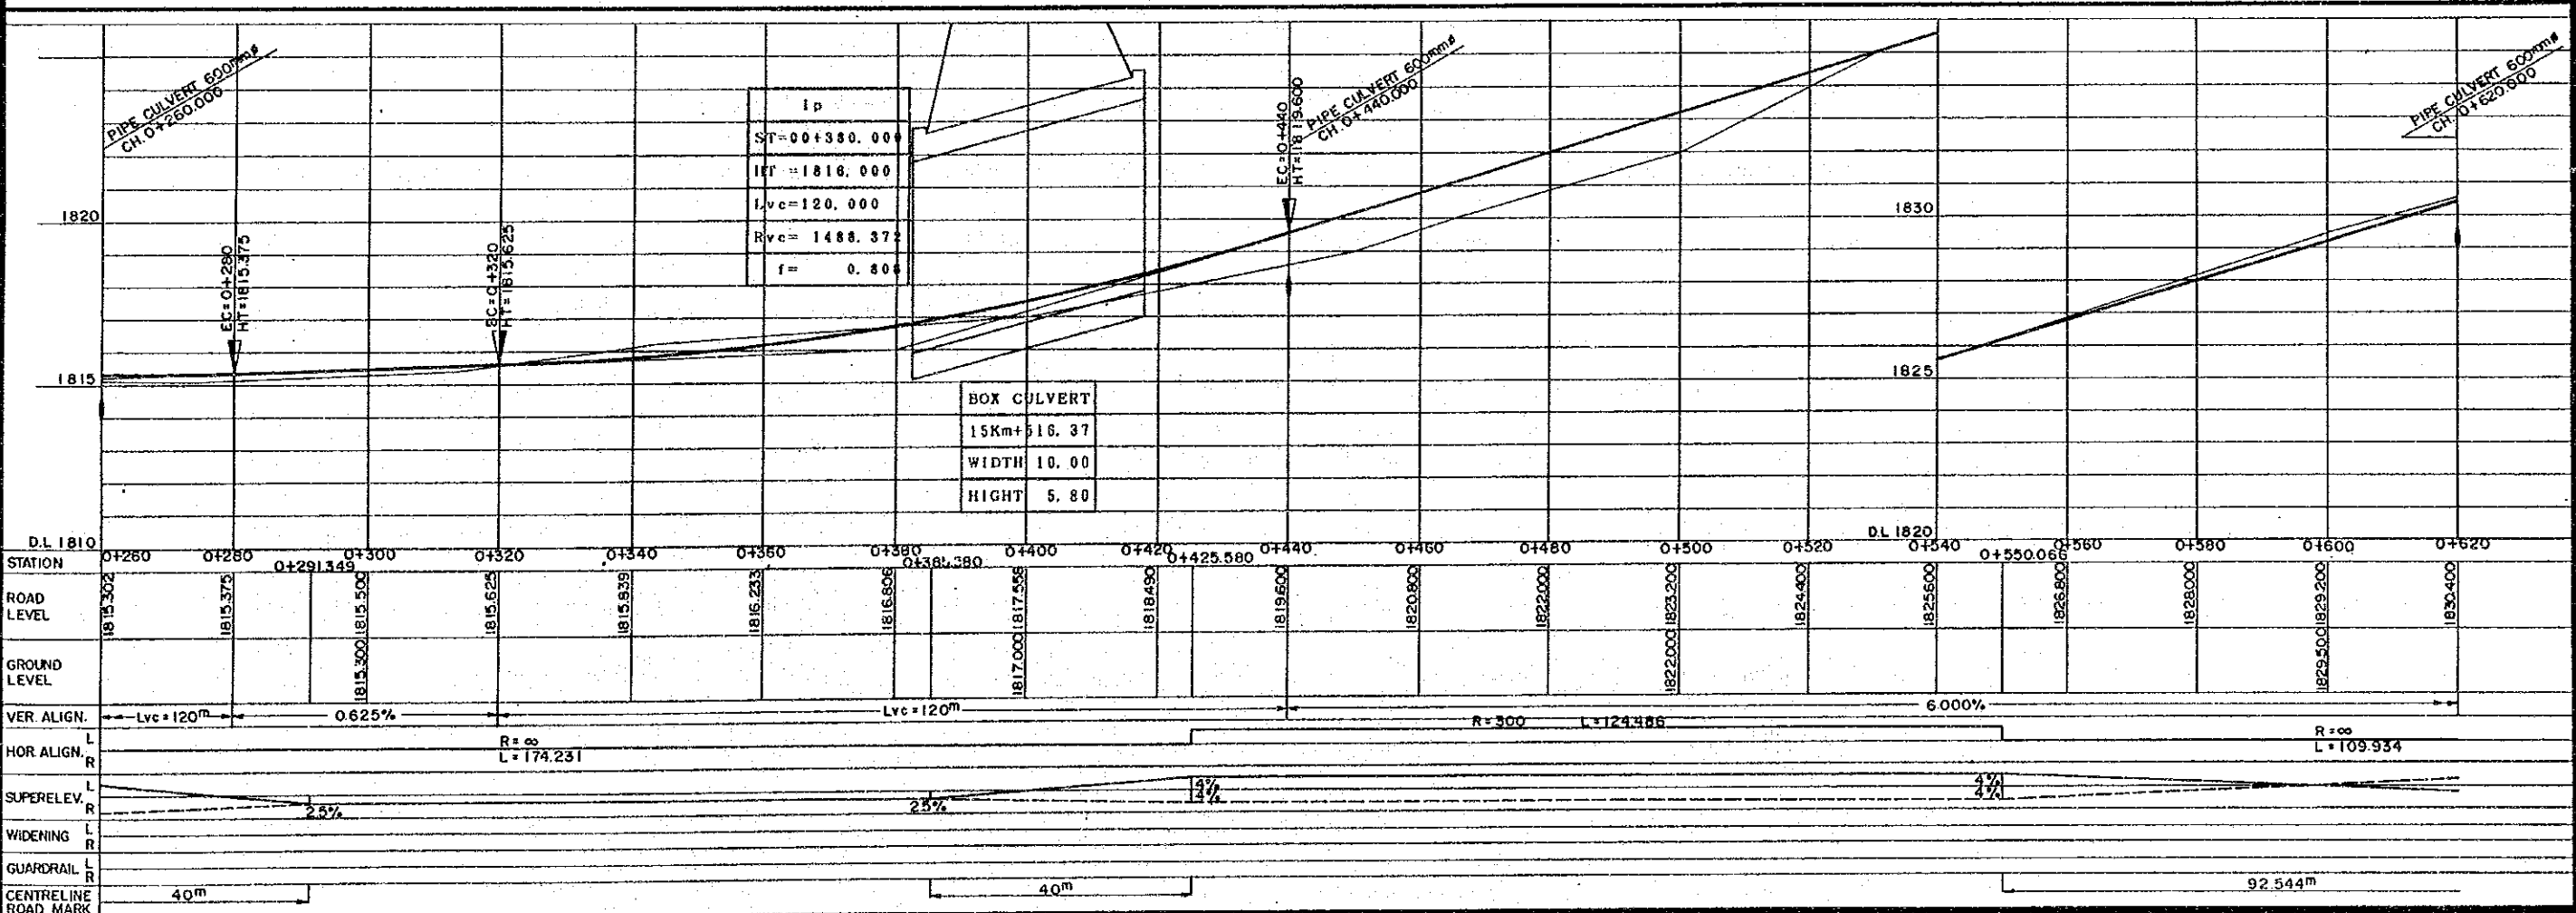 PIPE CULVERT 600mmø
CH.0+260.000
EC=0+280
HT=1815.375
BC=0+320
HT=1815.625
Ip
ST=00+380.000
HT =1816.000
Lvc=120.000
Rvc= 1488.372
f=
BOX CULVERT
15Km+516.37
WIDTH 10.00
HIGHT 5.80
EC=0+440
HT=1819.600
PIPE CULVERT 600mmø
CH.0+440.000
PIPE CULVERT 600mmø
CH.0+620.000
1820
1815
D.L 1810
1830
1825
D.L 1820
STATION 0+260 0+280 0+300 0+320 0+340 0+360 0+380 0+400 0+420 0+440 0+460 0+480 0+500 0+520 0+540 0+560 0+580 0+600 0+620
0+291.349 0+385.380 0+425.580 0+550.066
ROAD LEVEL 1815.302 1815.375 1815.500 1815.625 1815.839 1816.233 1816.806 1817.558 1818.490 1819.600 1820.800 1822.000 1823.200 1824.400 1825.600 1826.800 1828.000 1829.200 1830.400
GROUND LEVEL 1815.300 1817.000 1822.000 1829.500
VER. ALIGN. Lvc=120m 0.625% Lvc=120m 6.000%
HOR. ALIGN. L R
R=∞
L=174.231
R=300 L=124.486
R=∞
L=109.934
SUPERELEV. L R 2.5% 2.5% 4% 4% 4% 4%
WIDENING L R
GUARDRAIL L R
CENTRELINE ROAD MARK 40m 40m 92.544m